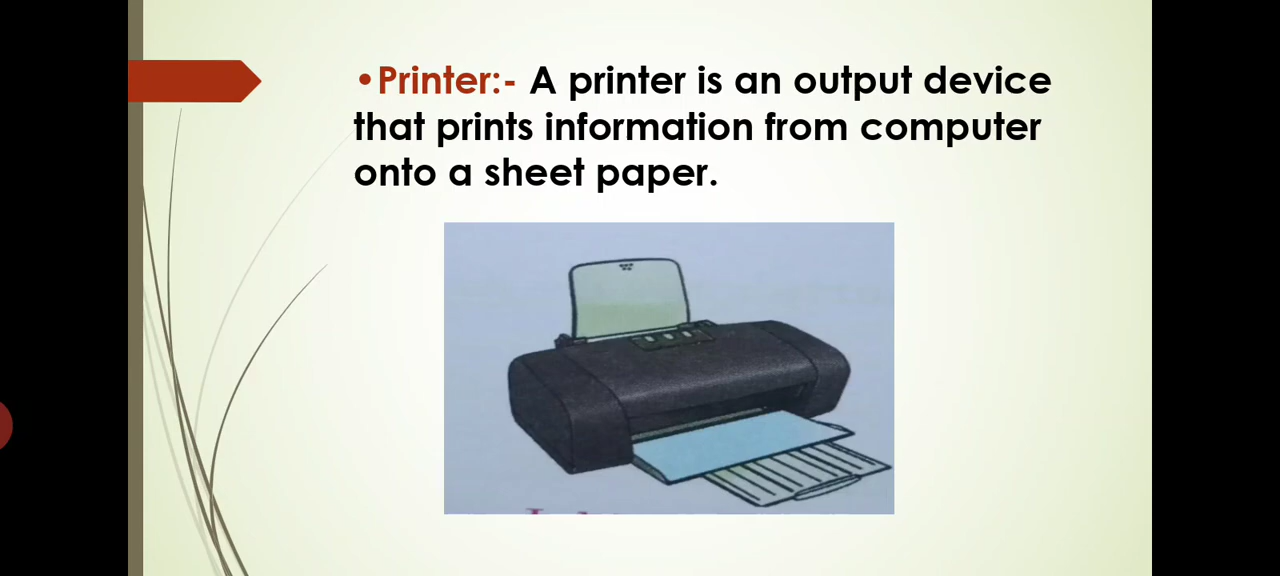 •Printer:- A printer is an output device
that prints information from computer
onto a sheet paper.